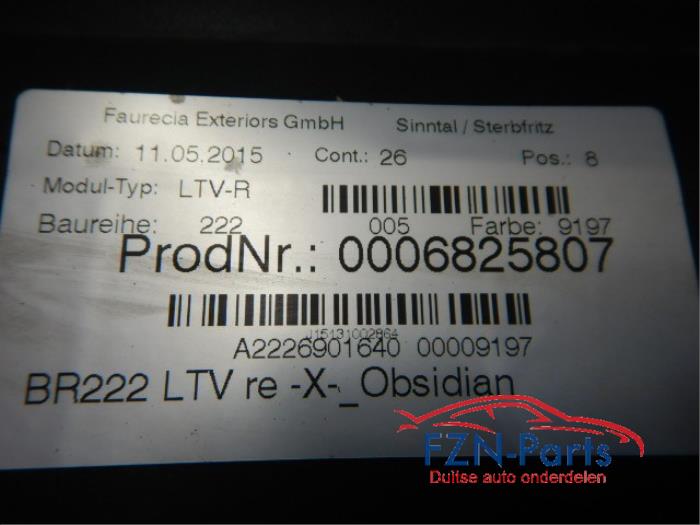 Faurecia Exteriors GmbH Sinntal / Sterbfritz
Datum: 11.05.2015 Cont.: 26 Pos.: 8
Modul-Typ: LTV-R
Baureihe: 222 005 Farbe: 9197
ProdNr.: 0006825807
J15131002864
A2226901640 00009197
BR222 LTV re -X-_Obsidian
FZN-Parts
Duitse auto onderdelen